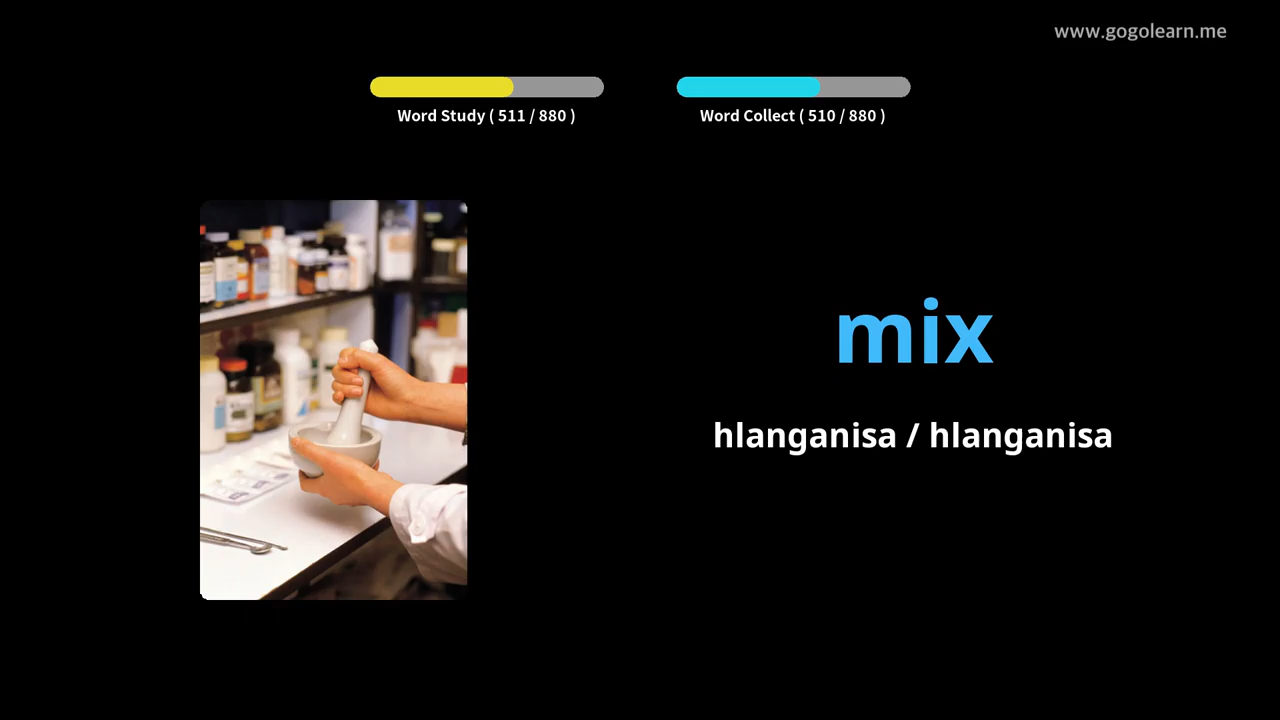 www.gogolearn.me
Word Study ( 511 / 880 )
Word Collect ( 510 / 880 )
mix
hlanganisa / hlanganisa